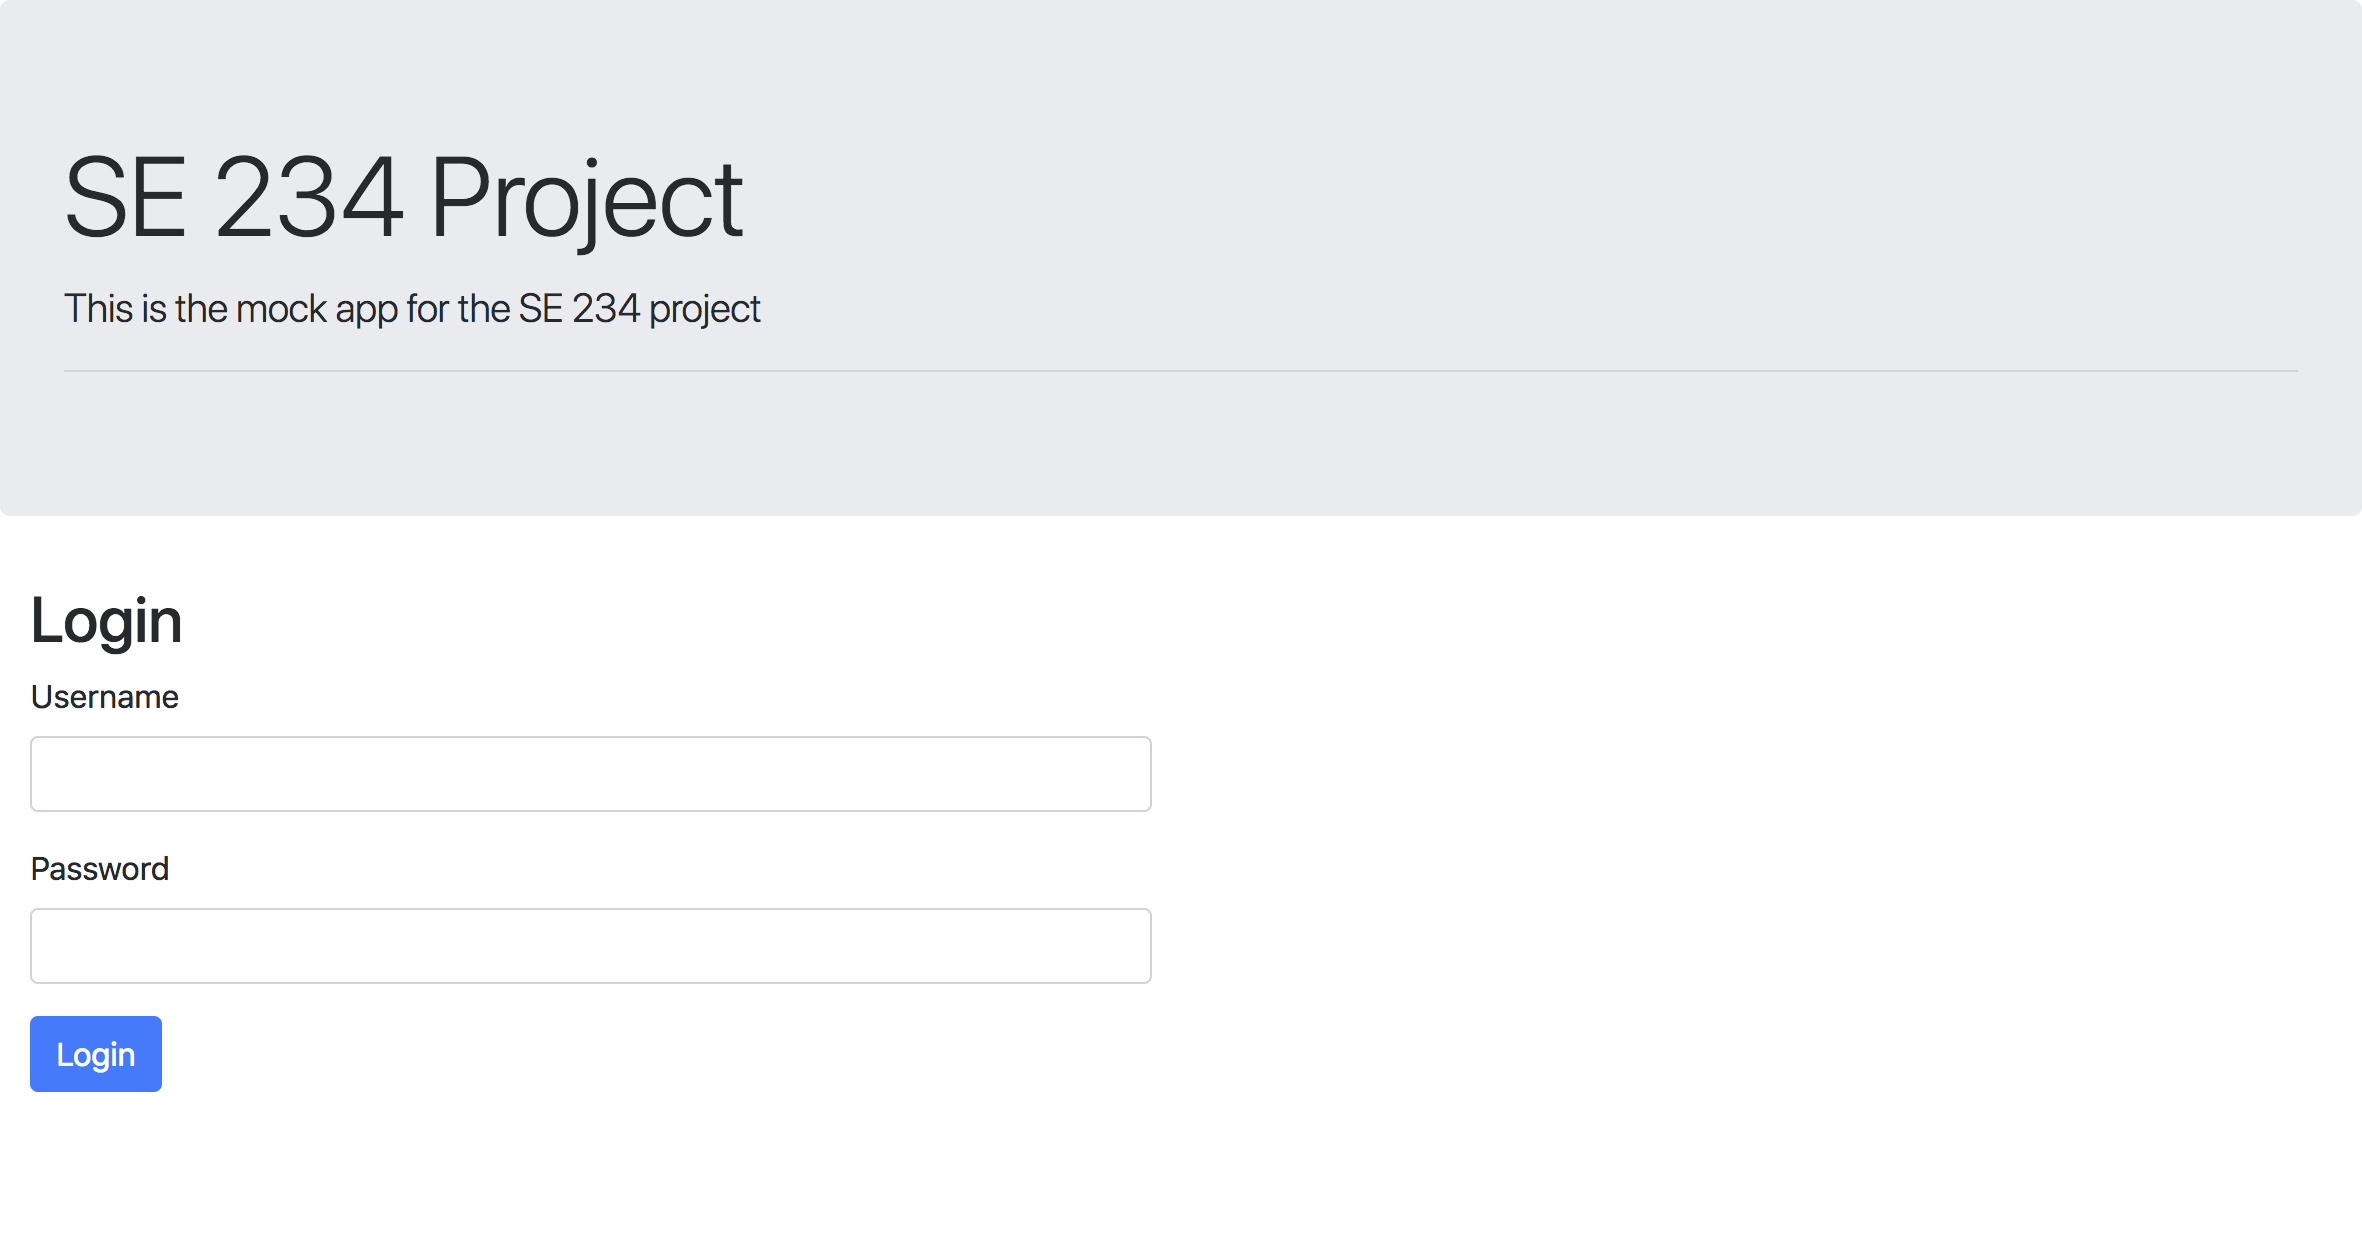 SE 234 Project
This is the mock app for the SE 234 project
Login
Username
Password
Login